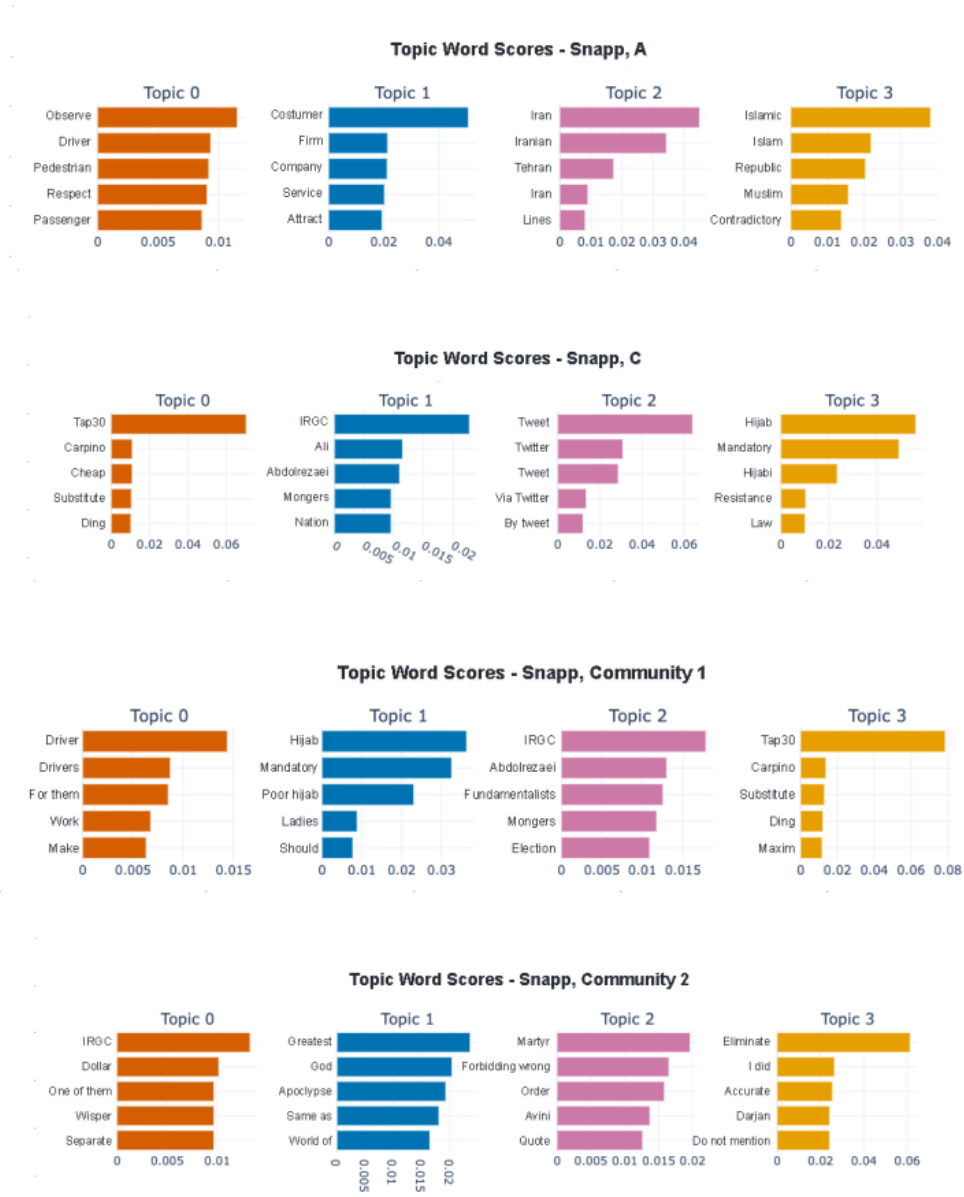 Topic Word Scores - Snapp, A
Topic 0 Topic 1 Topic 2 Topic 3
Observe Costumer Iran Islamic
Driver Firm Iranian Islam
Pedestrian Company Tehran Republic
Respect Service Iran Muslim
Passenger Attract Lines Contradictory
0 0.005 0.01 0 0.02 0.04 0 0.01 0.02 0.03 0.04 0 0.01 0.02 0.03 0.04
Topic Word Scores - Snapp, C
Topic 0 Topic 1 Topic 2 Topic 3
Tap30 IRGC Tweet Hijab
Carpino Ali Twitter Mandatory
Cheap Abdolrezaei Tweet Hijabi
Substitute Mongers Via Twitter Resistance
Ding Nation By tweet Law
0 0.02 0.04 0.06 0 0.005 0.01 0.015 0.02 0 0.02 0.04 0.06 0 0.02 0.04
Topic Word Scores - Snapp, Community 1
Topic 0 Topic 1 Topic 2 Topic 3
Driver Hijab IRGC Tap30
Drivers Mandatory Abdolrezaei Carpino
For them Poor hijab Fundamentalists Substitute
Work Ladies Mongers Ding
Make Should Election Maxim
0 0.005 0.01 0.015 0 0.01 0.02 0.03 0 0.005 0.01 0.015 0 0.02 0.04 0.06 0.08
Topic Word Scores - Snapp, Community 2
Topic 0 Topic 1 Topic 2 Topic 3
IRGC Greatest Martyr Eliminate
Dollar God Forbidding wrong I did
One of them Apoclypse Order Accurate
Wisper Same as Avini Darjan
Separate World of Quote Do not mention
0 0.005 0.01 0 0.005 0.01 0.015 0.02 0 0.005 0.01 0.015 0.02 0 0.02 0.04 0.06